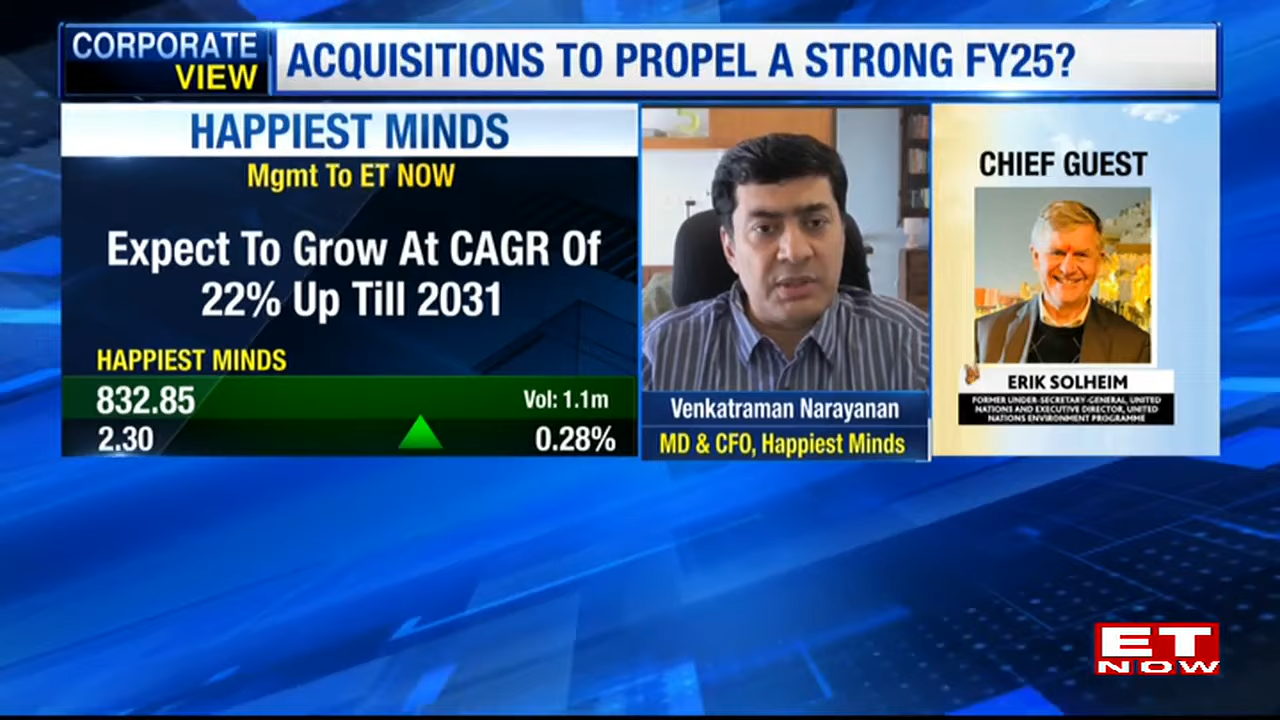 CORPORATE
VIEW
ACQUISITIONS TO PROPEL A STRONG FY25?
HAPPIEST MINDS
Mgmt To ET NOW
Expect To Grow At CAGR Of
22% Up Till 2031
HAPPIEST MINDS
832.85
Vol: 1.1m
2.30
0.28%
Venkatraman Narayanan
MD & CFO, Happiest Minds
CHIEF GUEST
ERIK SOLHEIM
FORMER UNDER-SECRETARY-GENERAL, UNITED
NATIONS AND EXECUTIVE DIRECTOR, UNITED
NATIONS ENVIRONMENT PROGRAMME
ET
NOW